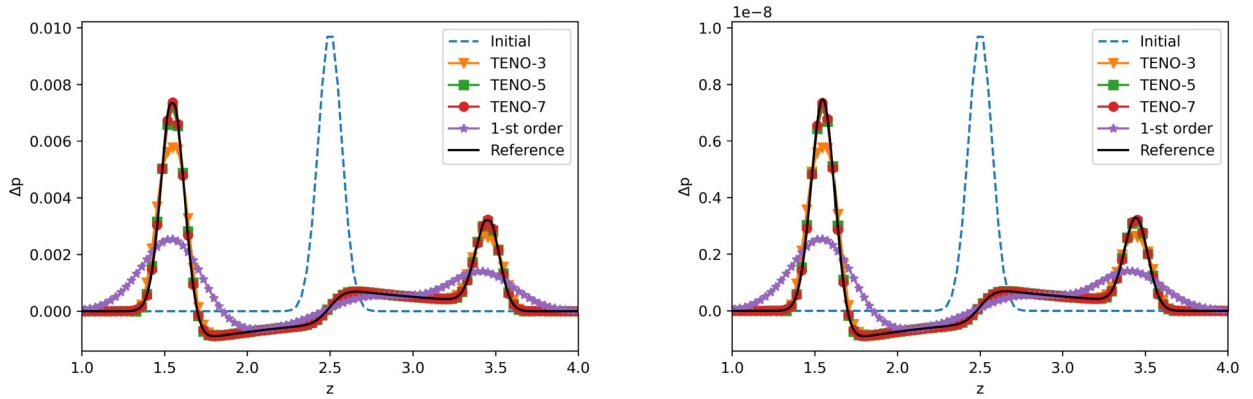 0.010
0.008
0.006
0.004
0.002
0.000
Δp
Initial
TENO-3
TENO-5
TENO-7
1-st order
Reference
1.0 1.5 2.0 2.5 3.0 3.5 4.0
z
1e-8
1.0
0.8
0.6
0.4
0.2
0.0
Δp
Initial
TENO-3
TENO-5
TENO-7
1-st order
Reference
1.0 1.5 2.0 2.5 3.0 3.5 4.0
z